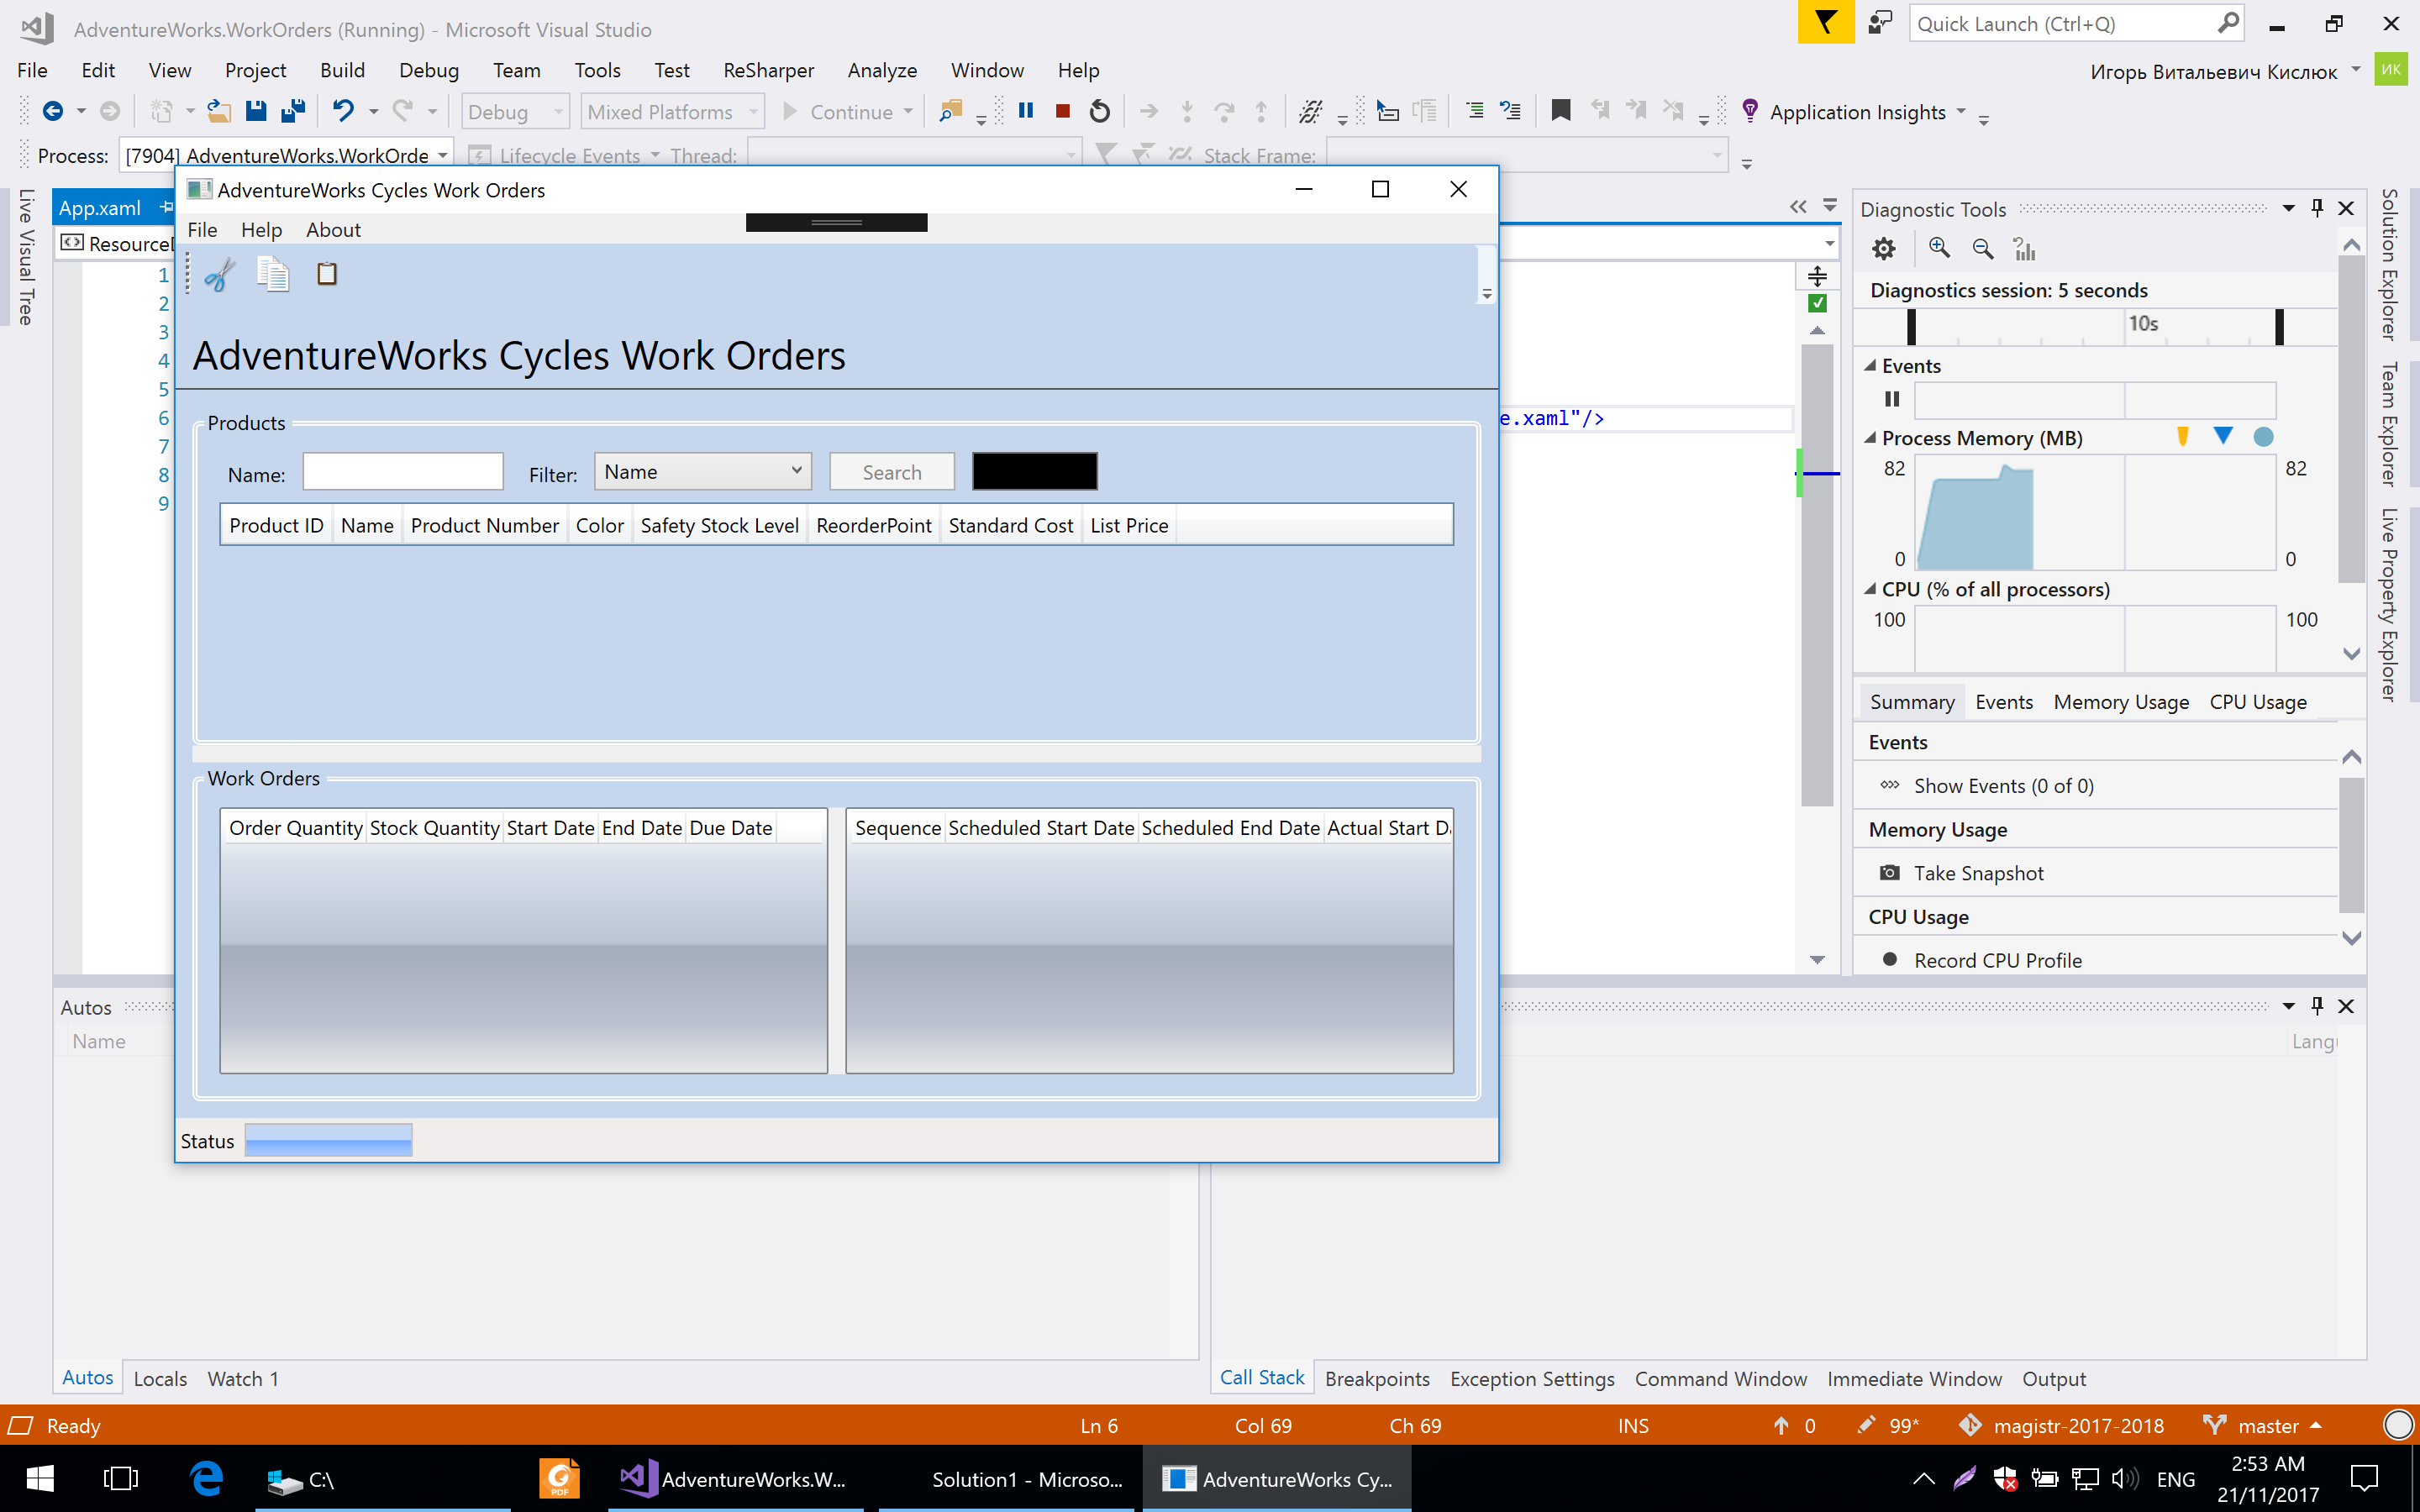 AdventureWorks.WorkOrders (Running) - Microsoft Visual Studio
Quick Launch (Ctrl+Q)
File Edit View Project Build Debug Team Tools Test ReSharper Analyze Window Help
Игорь Витальевич Кислюк ИК
Debug Mixed Platforms Continue Application Insights
Process: [7904] AdventureWorks.WorkOrde Lifecycle Events Thread: Stack Frame:
Live Visual Tree
App.xaml
ResourceD
1
2
3
4
5
6
7
8
9
e.xaml"/>
AdventureWorks Cycles Work Orders
File Help About
AdventureWorks Cycles Work Orders
Products
Name: Filter: Name Search
Product ID Name Product Number Color Safety Stock Level ReorderPoint Standard Cost List Price
Work Orders
Order Quantity Stock Quantity Start Date End Date Due Date
Sequence Scheduled Start Date Scheduled End Date Actual Start Da
Status
Diagnostic Tools
Diagnostics session: 5 seconds
10s
Events
Process Memory (MB)
82 82
0 0
CPU (% of all processors)
100 100
Summary Events Memory Usage CPU Usage
Events
Show Events (0 of 0)
Memory Usage
Take Snapshot
CPU Usage
Record CPU Profile
Solution Explorer
Team Explorer
Live Property Explorer
Autos
Name
Langu
Autos Locals Watch 1
Call Stack Breakpoints Exception Settings Command Window Immediate Window Output
Ready Ln 6 Col 69 Ch 69 INS 0 99* magistr-2017-2018 master
C:\
PDF
AdventureWorks.W...
Solution1 - Microso...
AdventureWorks Cy...
ENG
2:53 AM
21/11/2017